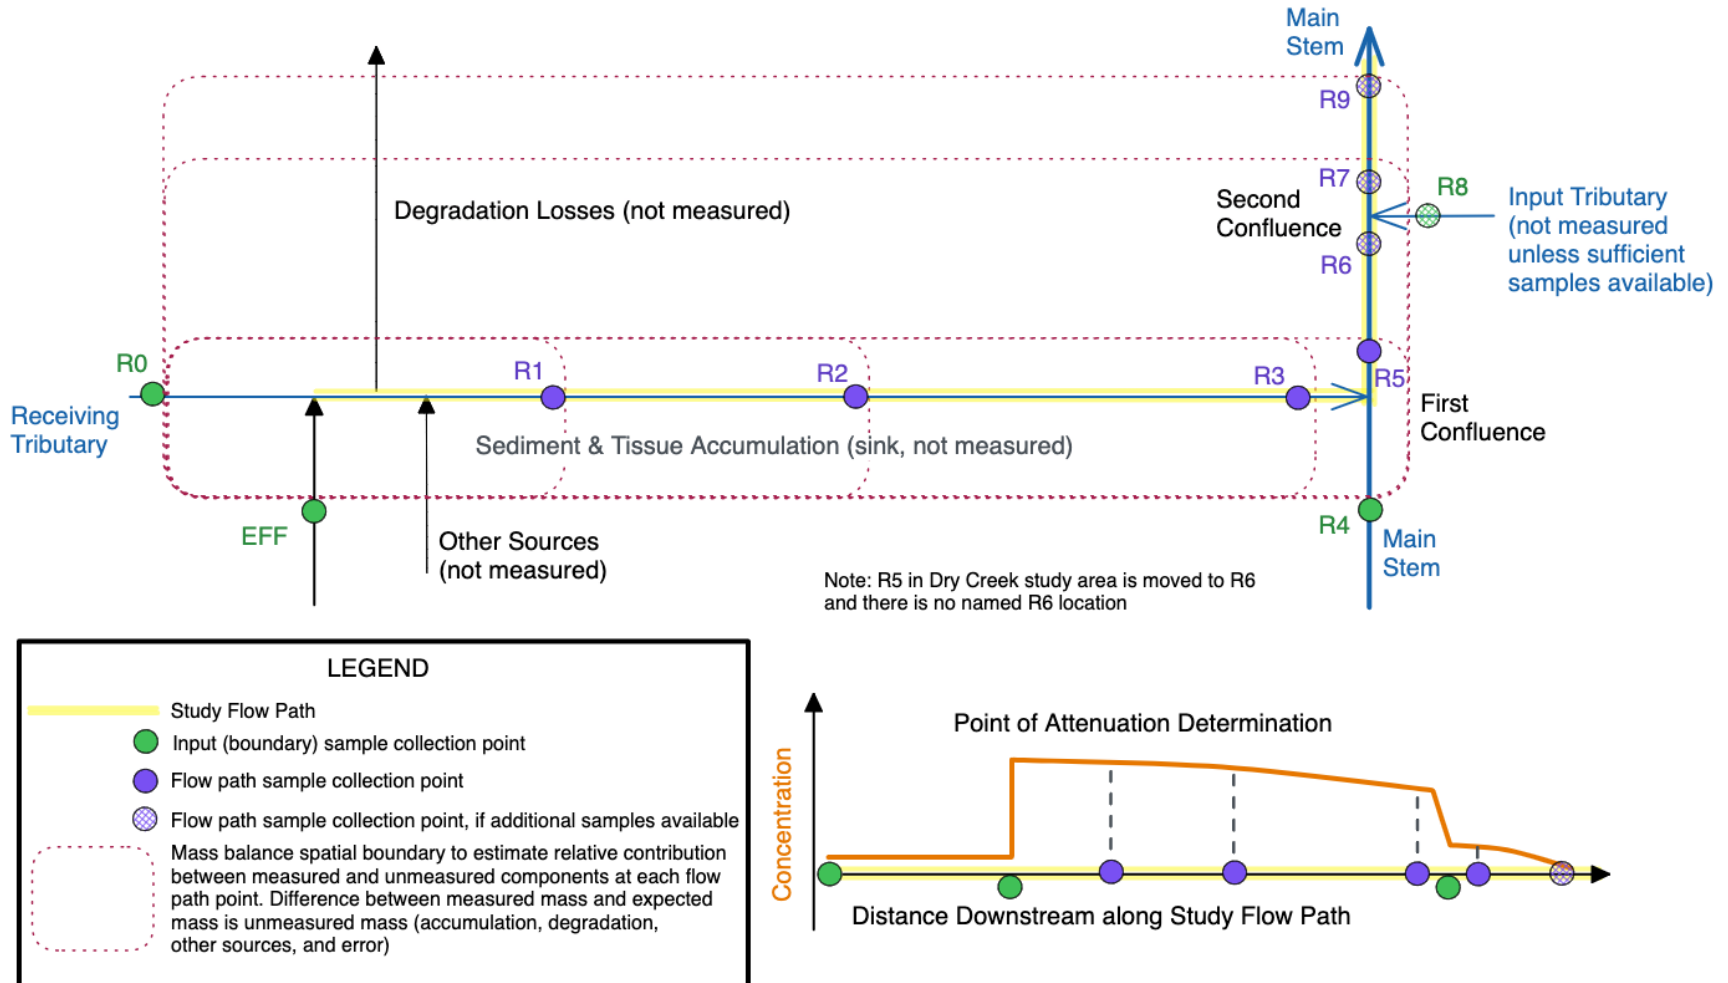 Main
Stem
R9
R7
R8
Second
Confluence
Input Tributary
(not measured
unless sufficient
samples available)
Degradation Losses (not measured)
R6
R0
R1
R2
R3
R5
Receiving
Tributary
First
Confluence
Sediment & Tissue Accumulation (sink, not measured)
EFF
R4
Other Sources
(not measured)
Main
Stem
Note: R5 in Dry Creek study area is moved to R6
and there is no named R6 location
LEGEND
Study Flow Path
Input (boundary) sample collection point
Flow path sample collection point
Flow path sample collection point, if additional samples available
Mass balance spatial boundary to estimate relative contribution
between measured and unmeasured components at each flow
path point. Difference between measured mass and expected
mass is unmeasured mass (accumulation, degradation,
other sources, and error)
Point of Attenuation Determination
Concentration
Distance Downstream along Study Flow Path